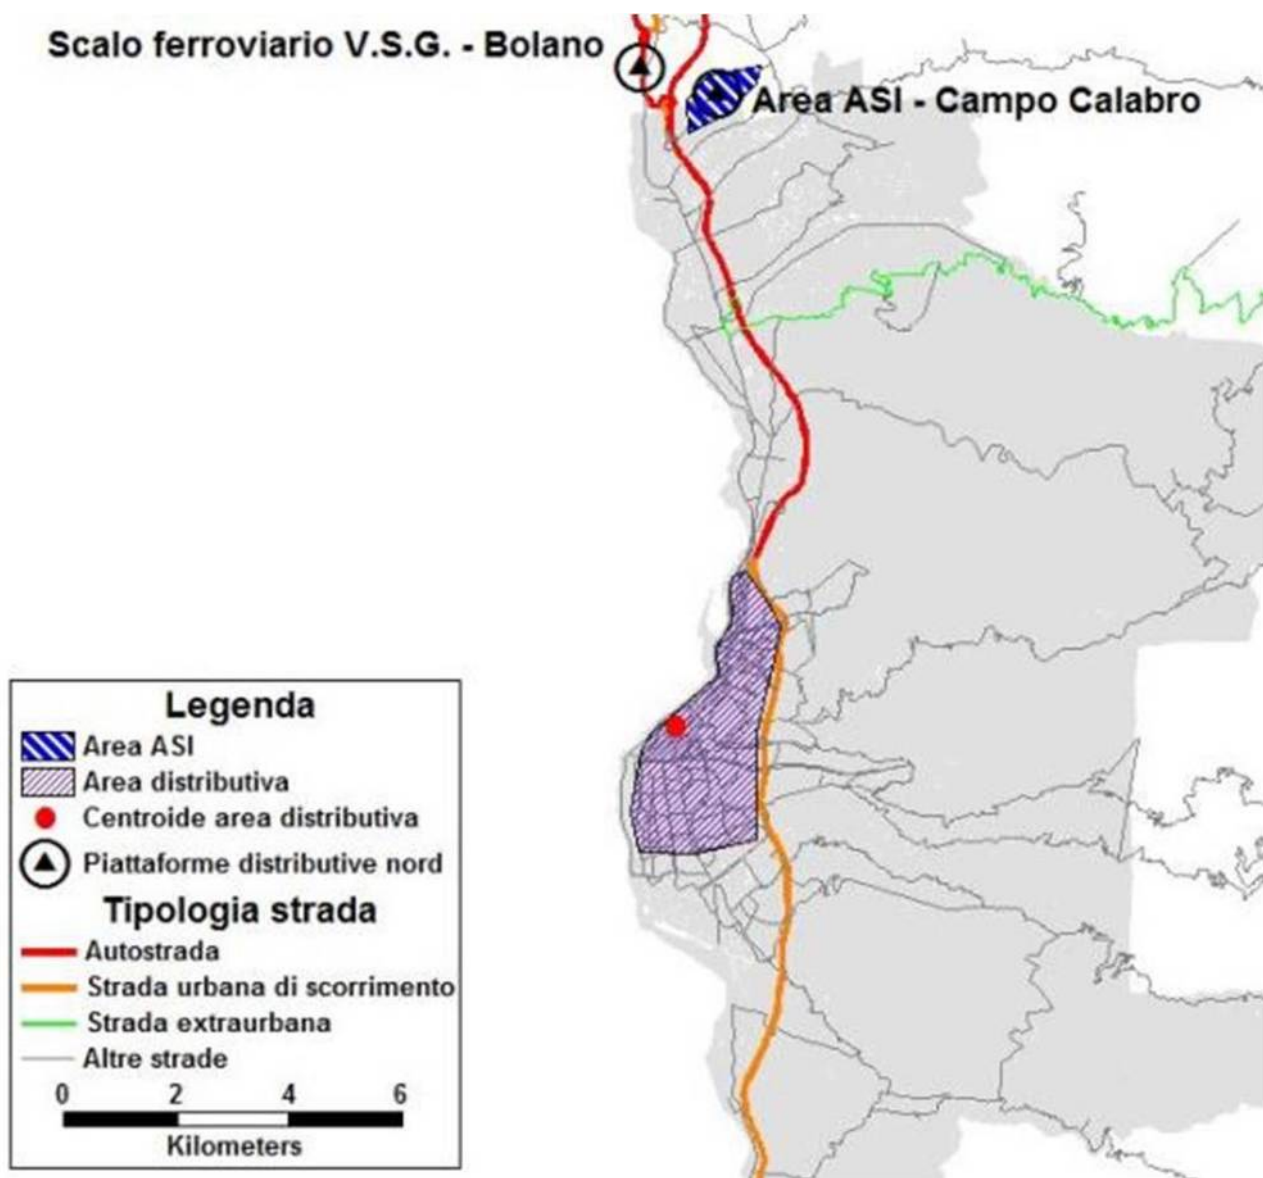 Scalo ferroviario V.S.G. - Bolano
Area ASI - Campo Calabro
Legenda
Area ASI
Area distributiva
Centroide area distributiva
Piattaforme distributive nord
Tipologia strada
Autostrada
Strada urbana di scorrimento
Strada extraurbana
Altre strade
0 2 4 6
Kilometers